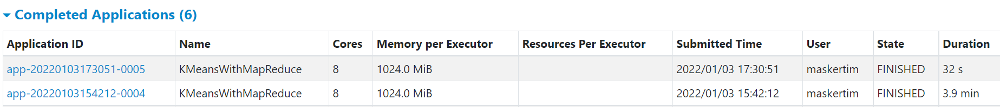 Completed Applications (6)
Application ID Name Cores Memory per Executor Resources Per Executor Submitted Time User State Duration
app-20220103173051-0005 KMeansWithMapReduce 8 1024.0 MiB 2022/01/03 17:30:51 maskertim FINISHED 32 s
app-20220103154212-0004 KMeansWithMapReduce 8 1024.0 MiB 2022/01/03 15:42:12 maskertim FINISHED 3.9 min